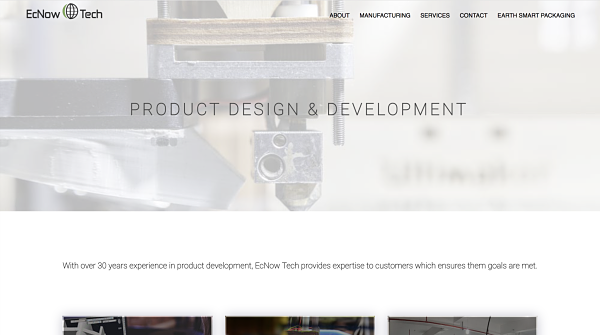 EcNow Tech
ABOUT MANUFACTURING SERVICES CONTACT EARTH SMART PACKAGING
PRODUCT DESIGN & DEVELOPMENT
Ultimaker
With over 30 years experience in product development, EcNow Tech provides expertise to customers which ensures them goals are met.